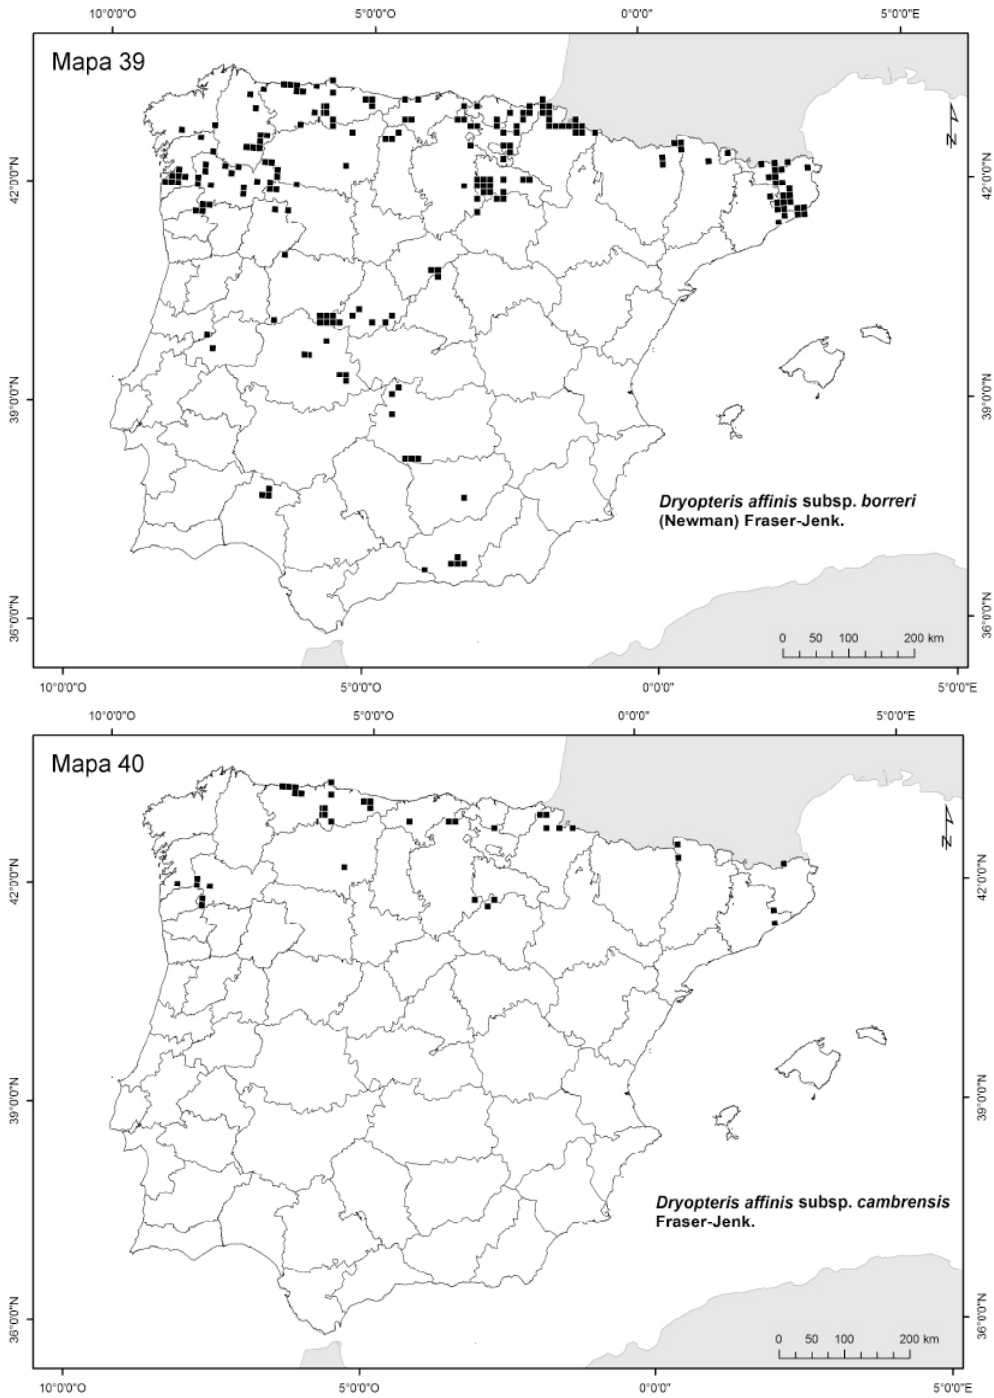 10°0'0"O 5°0'0"O 0°0'0" 5°0'0"E
Mapa 39
N
42°0'0"N 42°0'0"N
39°0'0"N 39°0'0"N
Dryopteris affinis subsp. borreri
(Newman) Fraser-Jenk.
36°0'0"N 36°0'0"N
0 50 100 200 km
10°0'0"O 5°0'0"O 0°0'0" 5°0'0"E
10°0'0"O 5°0'0"O 0°0'0" 5°0'0"E
Mapa 40
N
42°0'0"N 42°0'0"N
39°0'0"N 39°0'0"N
Dryopteris affinis subsp. cambrensis
Fraser-Jenk.
36°0'0"N 36°0'0"N
0 50 100 200 km
10°0'0"O 5°0'0"O 0°0'0" 5°0'0"E